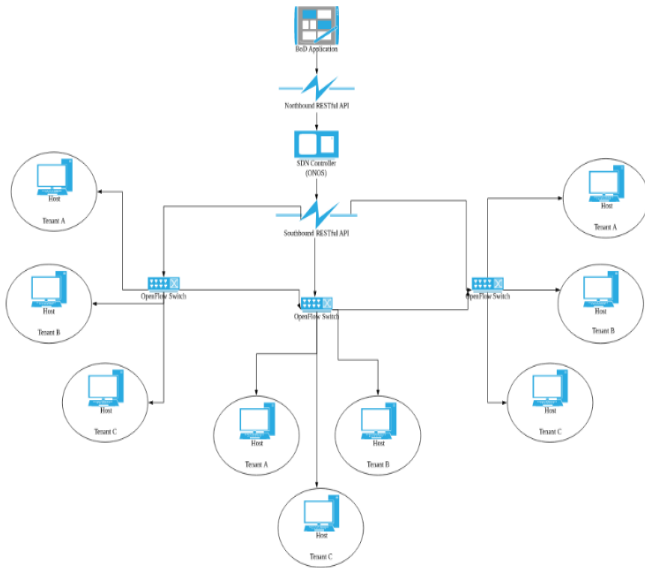 BoD Application
Northbound RESTful API
SDN Controller
(ONOS)
Southbound RESTful API
Host
Tenant A
Host
Tenant B
Host
Tenant C
OpenFlow Switch
OpenFlow Switch
OpenFlow Switch
Host
Tenant A
Host
Tenant B
Host
Tenant C
Host
Tenant A
Host
Tenant B
Host
Tenant C